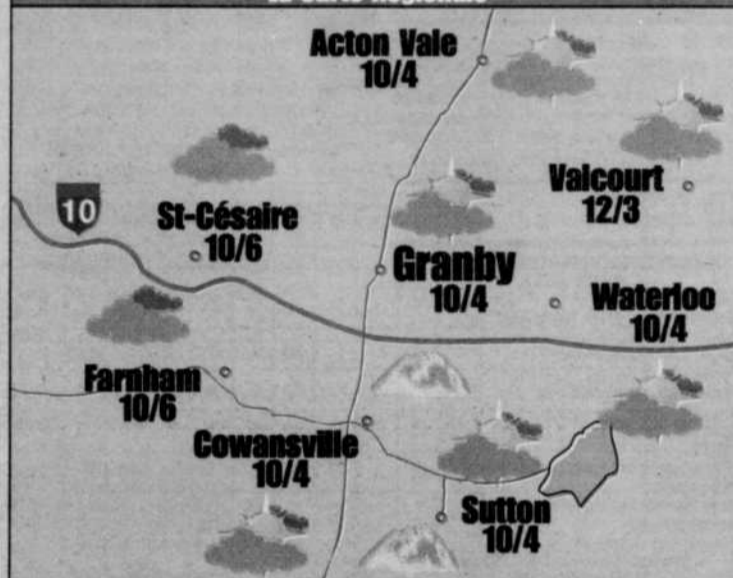 Acton Vale
10/4
Valcourt
12/3
10
St-Césaire
10/6
Granby
10/4
Waterloo
10/4
Farnham
10/6
Cowansville
10/4
Sutton
10/4